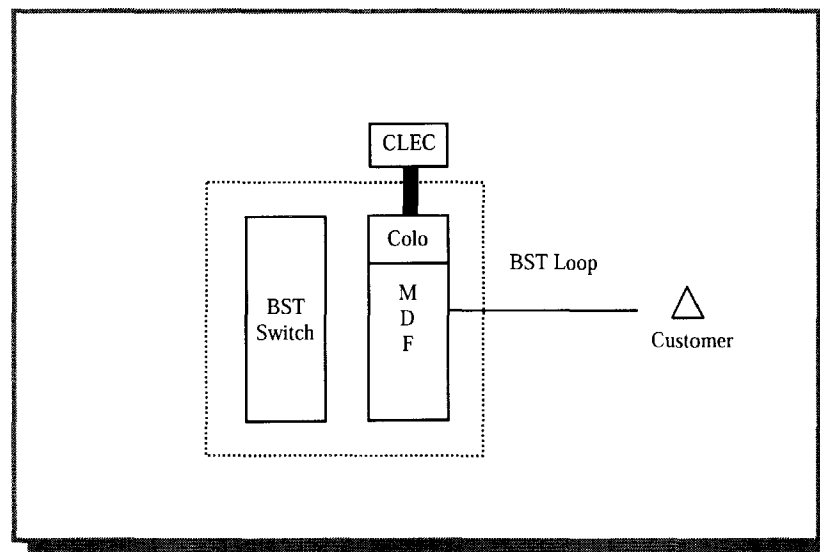 CLEC
Colo
BST Loop
M
D
F
BST
Switch
Customer